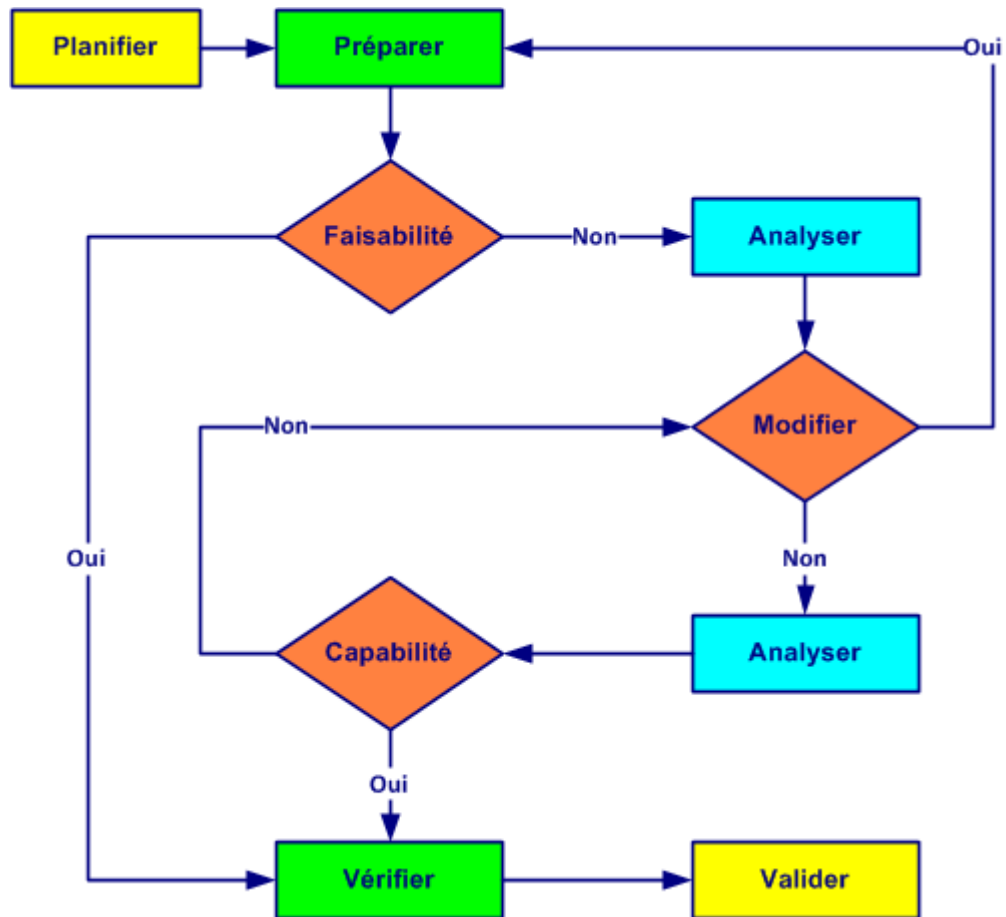 Planifier
Préparer
Oui
Faisabilité
Non
Analyser
Non
Modifier
Oui
Non
Capabilité
Analyser
Oui
Vérifier
Valider